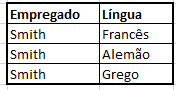 Empregado Língua
Smith Francês
Smith Alemão
Smith Grego